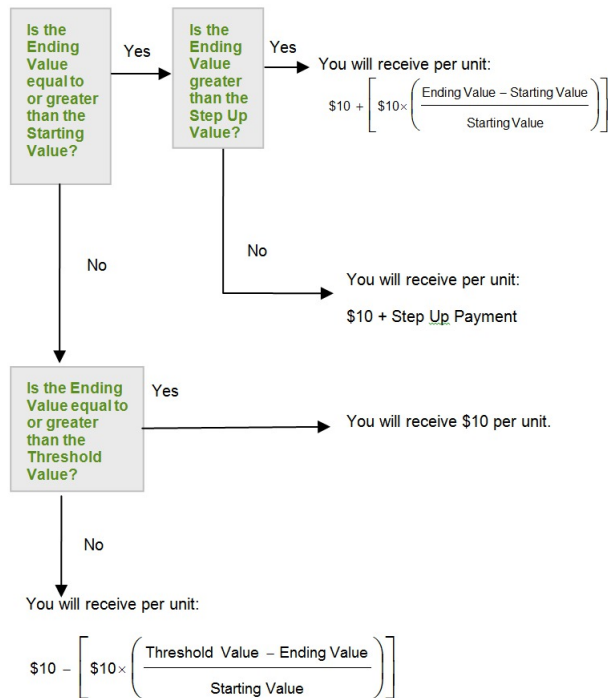 Is the
Ending
Value
equal to
or greater
than the
Starting
Value?
Yes
Is the
Ending
Value
greater
than the
Step Up
Value?
Yes
You will receive per unit:
$10 + [ $10× ( Ending Value – Starting Value
Starting Value ) ]
No
No
You will receive per unit:
$10 + Step Up Payment
Is the Ending
Value equal to
or greater
than the
Threshold
Value?
Yes
You will receive $10 per unit.
No
You will receive per unit:
$10 – [ $10× ( Threshold Value – Ending Value
Starting Value ) ]